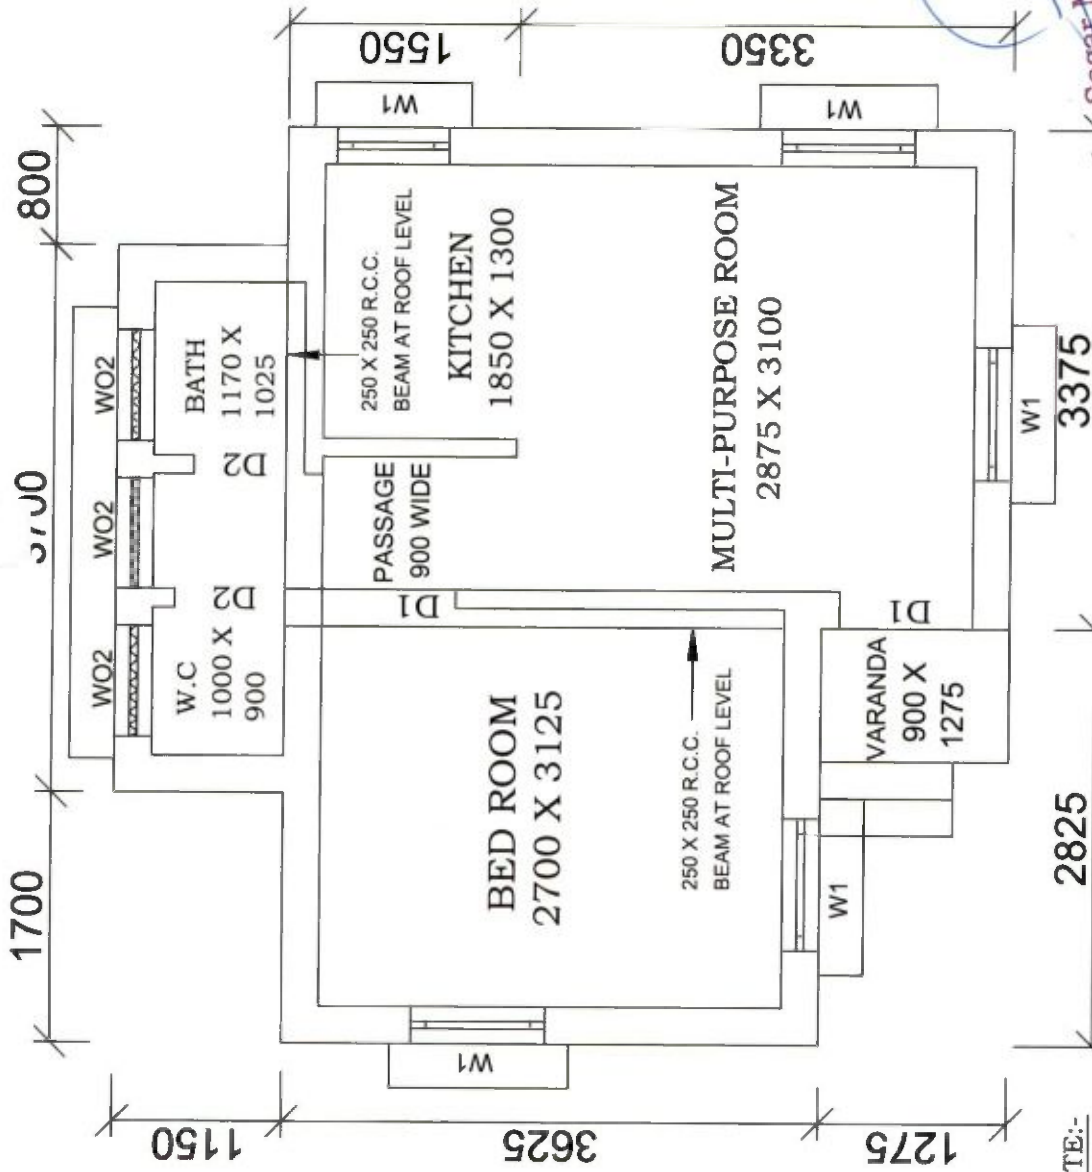 1700
800
WO2
WO2
WO2
W.C
1000 X
900
D2
D2
BATH
1170 X
1025
1150
3625
1275
1550
3350
250 X 250 R.C.C.
BEAM AT ROOF LEVEL
KITCHEN
1850 X 1300
PASSAGE
900 WIDE
D1
BED ROOM
2700 X 3125
250 X 250 R.C.C.
BEAM AT ROOF LEVEL
MULTI-PURPOSE ROOM
2875 X 3100
D1
VARANDA
900 X
1275
W1
W1
W1
W1
W1
2825
3375
TE:-